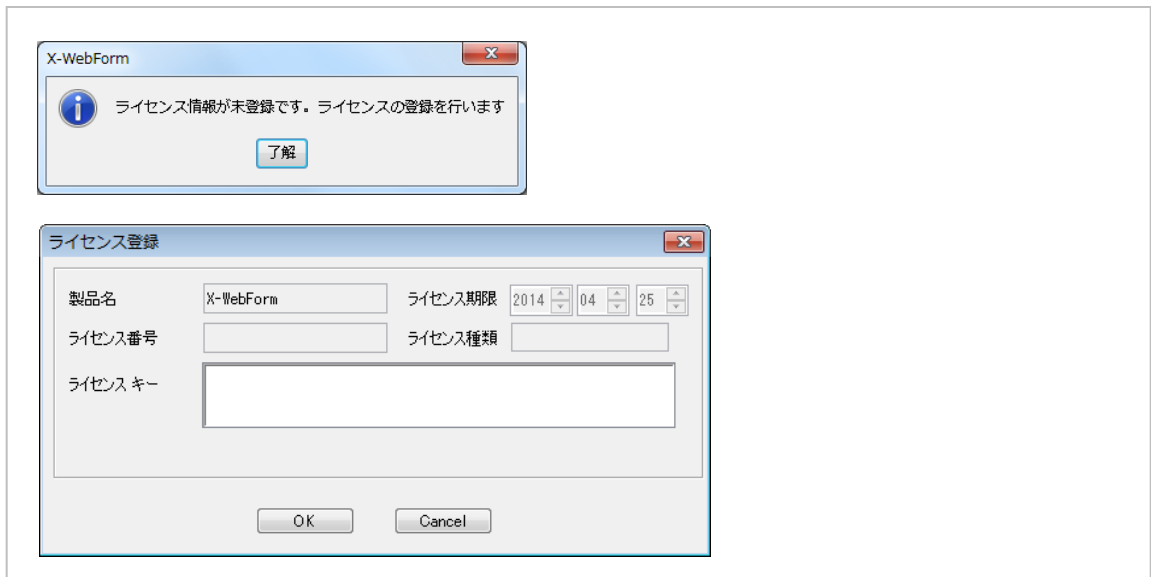 X-WebForm
ライセンス情報が未登録です。ライセンスの登録を行います
了解
ライセンス登録
製品名 X-WebForm ライセンス期限 2014 04 25
ライセンス番号 ライセンス種類
ライセンス キー
OK Cancel